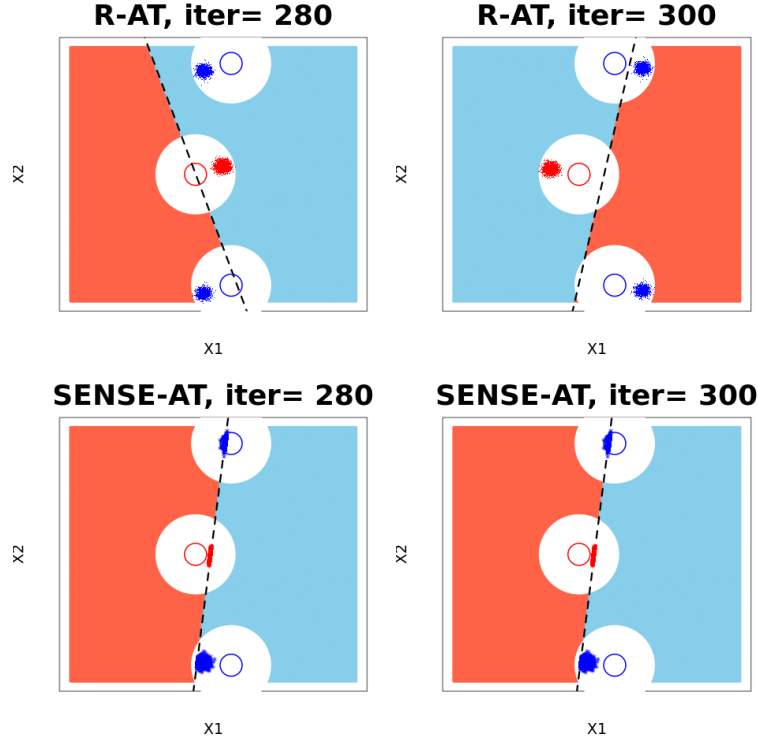 R-AT, iter= 280
R-AT, iter= 300
X2
X2
X1
X1
SENSE-AT, iter= 280
SENSE-AT, iter= 300
X2
X2
X1
X1